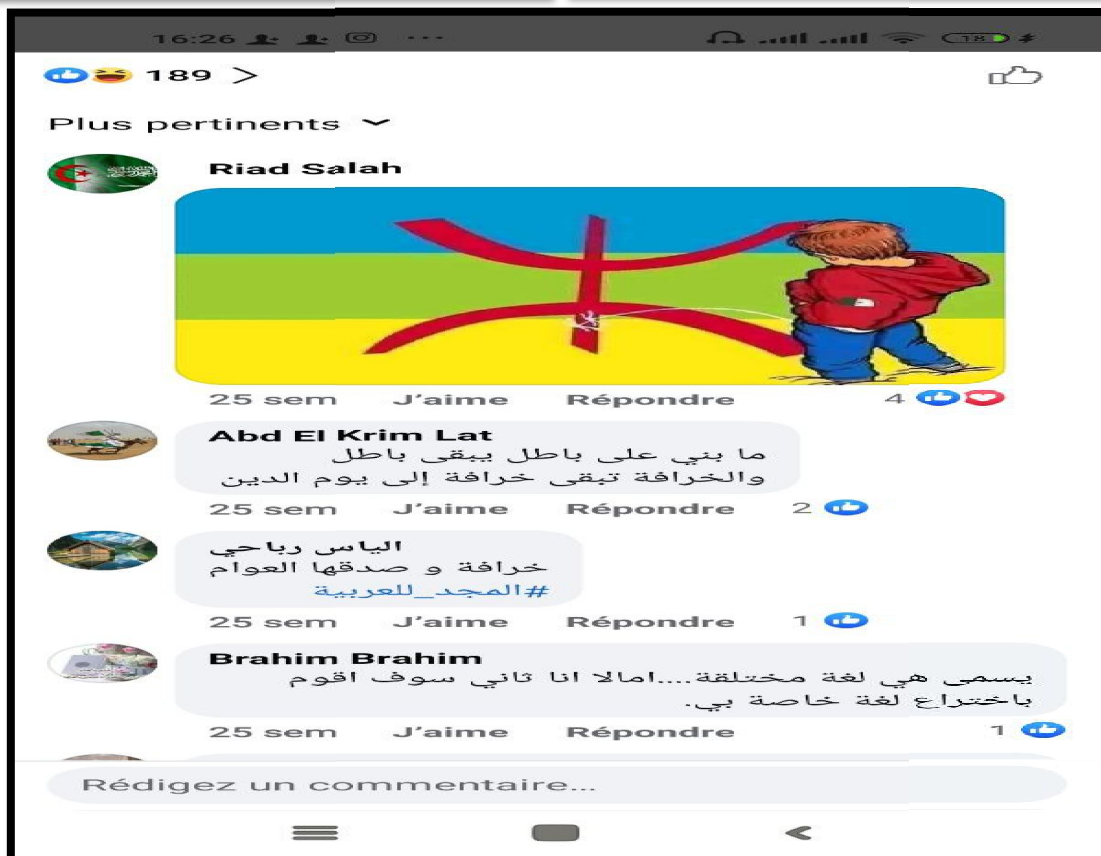 16:26
18
189 >
Plus pertinents
Riad Salah
25 sem J'aime Répondre 4
Abd El Krim Lat
ما بني على باطل يبقى باطل
والخرافة تبقى خرافة إلى يوم الدين
25 sem J'aime Répondre 2
الياس رباحي
خرافة و صدقها العوام
#المجد_للعربية
25 sem J'aime Répondre 1
Brahim Brahim
يسمى هي لغة مختلقة....امالا انا ثاني سوف اقوم
باختراع لغة خاصة بي.
25 sem J'aime Répondre 1
Rédigez un commentaire...